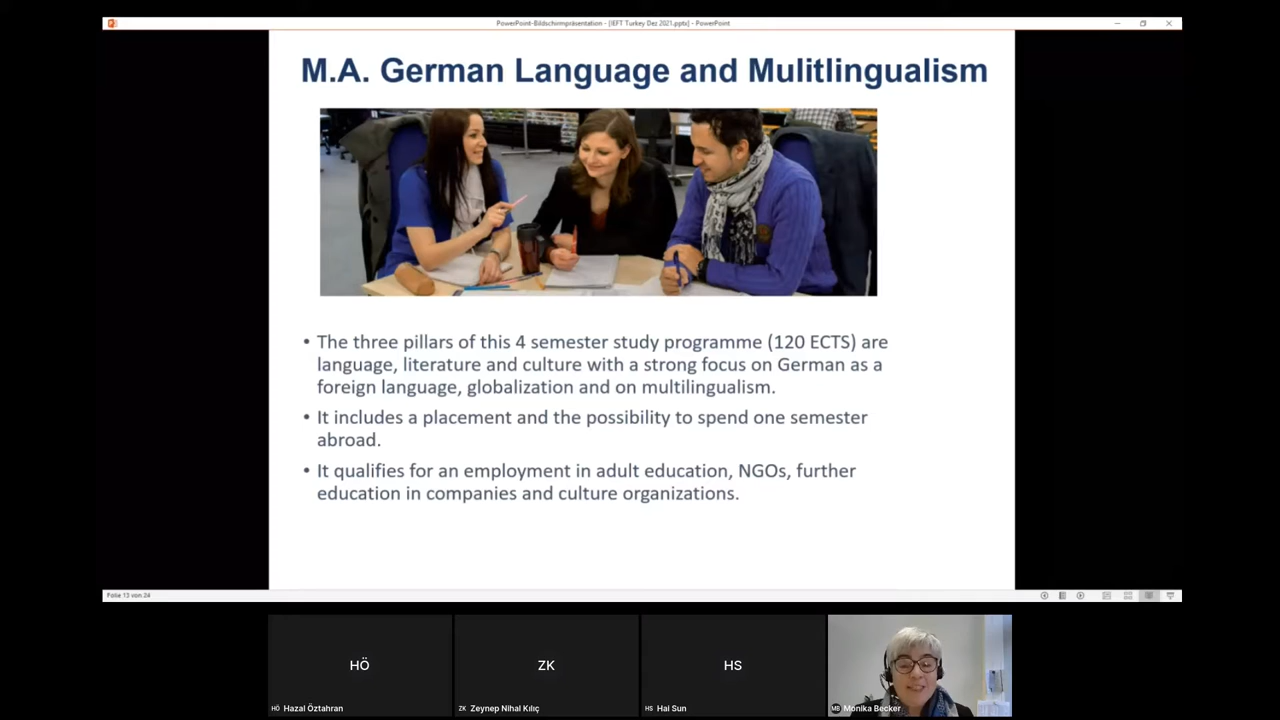 PowerPoint-Bildschirmpräsentation - [IEFT Turkey Dez 2021.pptx] - PowerPoint
M.A. German Language and Mulitlingualism
• The three pillars of this 4 semester study programme (120 ECTS) are
language, literature and culture with a strong focus on German as a
foreign language, globalization and on multilingualism.
• It includes a placement and the possibility to spend one semester
abroad.
• It qualifies for an employment in adult education, NGOs, further
education in companies and culture organizations.
Folie 13 von 24
HÖ
ZK
HS
HÖ Hazal Öztahran
ZK Zeynep Nihal Kılıç
HS Hai Sun
MB Monika Becker